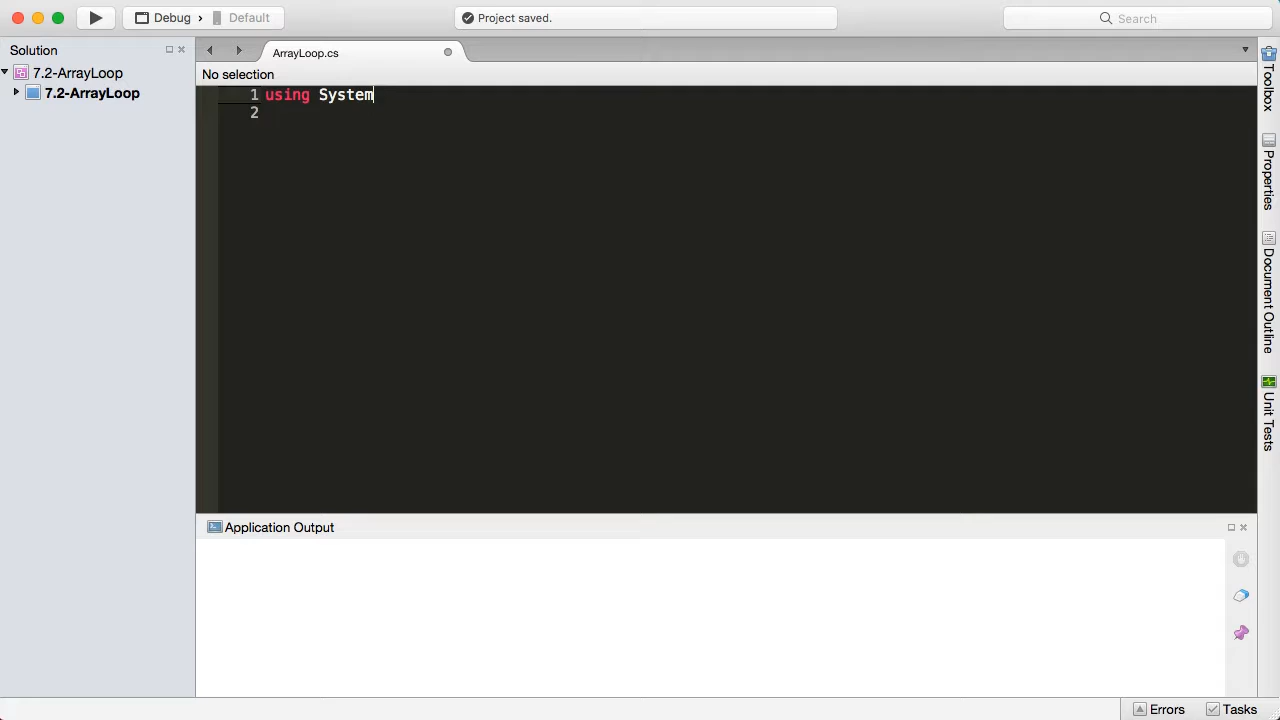 Debug › Default
Project saved.
Search
Solution
7.2-ArrayLoop
7.2-ArrayLoop
ArrayLoop.cs
No selection
1 using System
2
Application Output
Toolbox
Properties
Document Outline
Unit Tests
Errors
Tasks